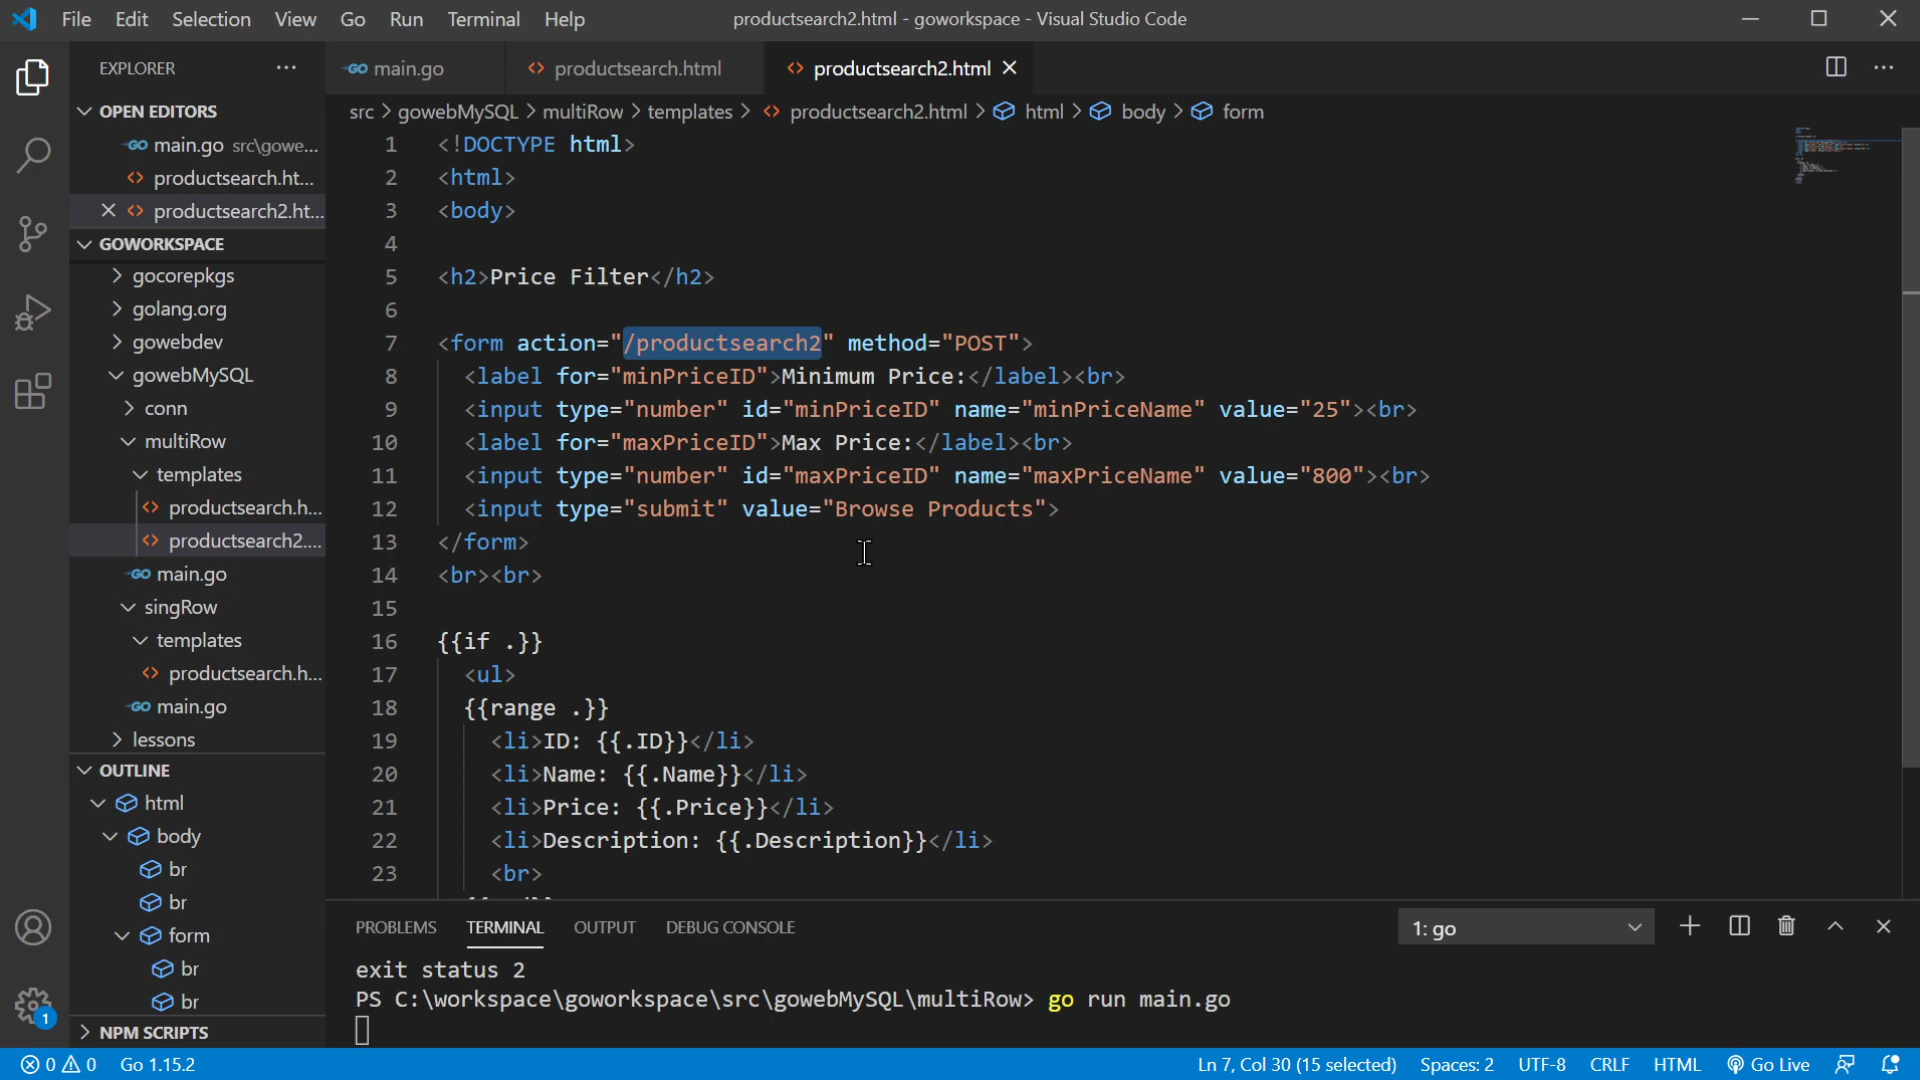 File Edit Selection View Go Run Terminal Help productsearch2.html - goworkspace - Visual Studio Code
EXPLORER
OPEN EDITORS
main.go src\gowe...
productsearch.ht...
productsearch2.ht...
GOWORKSPACE
gocorepkgs
golang.org
gowebdev
gowebMySQL
conn
multiRow
templates
productsearch.h...
productsearch2....
main.go
singRow
templates
productsearch.h...
main.go
lessons
OUTLINE
html
body
br
br
form
br
br
NPM SCRIPTS
main.go productsearch.html productsearch2.html
src > gowebMySQL > multiRow > templates > productsearch2.html > html > body > form
1 <!DOCTYPE html>
2 <html>
3 <body>
4
5 <h2>Price Filter</h2>
6
7 <form action="/productsearch2" method="POST">
8 <label for="minPriceID">Minimum Price:</label><br>
9 <input type="number" id="minPriceID" name="minPriceName" value="25"><br>
10 <label for="maxPriceID">Max Price:</label><br>
11 <input type="number" id="maxPriceID" name="maxPriceName" value="800"><br>
12 <input type="submit" value="Browse Products">
13 </form>
14 <br><br>
15
16 {{if .}}
17 <ul>
18 {{range .}}
19 <li>ID: {{.ID}}</li>
20 <li>Name: {{.Name}}</li>
21 <li>Price: {{.Price}}</li>
22 <li>Description: {{.Description}}</li>
23 <br>
PROBLEMS TERMINAL OUTPUT DEBUG CONSOLE 1: go
exit status 2
PS C:\workspace\goworkspace\src\gowebMySQL\multiRow> go run main.go
1
0 0 Go 1.15.2 Ln 7, Col 30 (15 selected) Spaces: 2 UTF-8 CRLF HTML Go Live